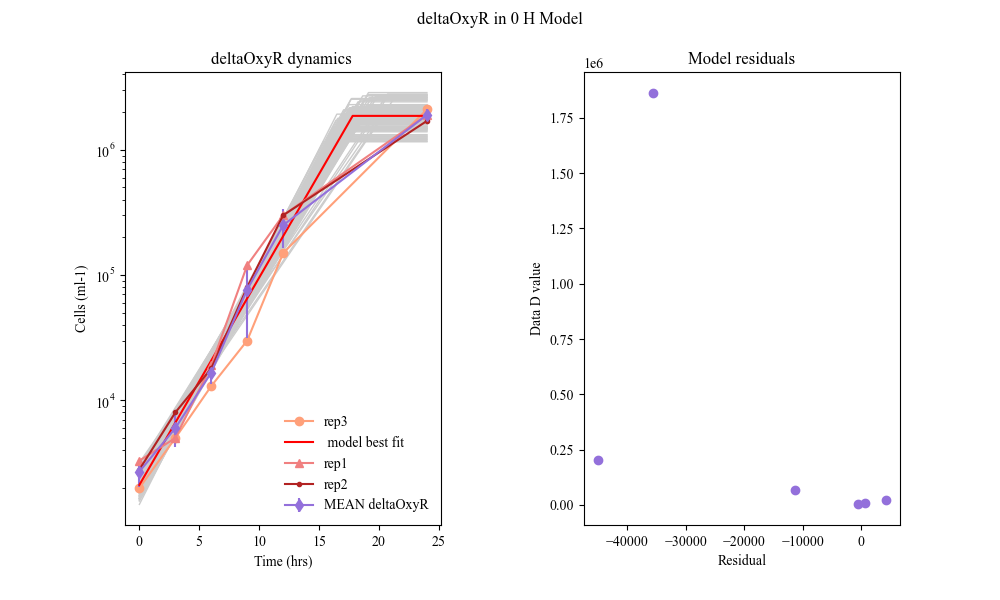 deltaOxyR in 0 H Model
deltaOxyR dynamics
Cells (ml-1)
10^6
10^5
10^4
0 5 10 15 20 25
Time (hrs)
rep3
model best fit
rep1
rep2
MEAN deltaOxyR
Model residuals
1e6
Data D value
1.75
1.50
1.25
1.00
0.75
0.50
0.25
0.00
−40000 −30000 −20000 −10000 0
Residual